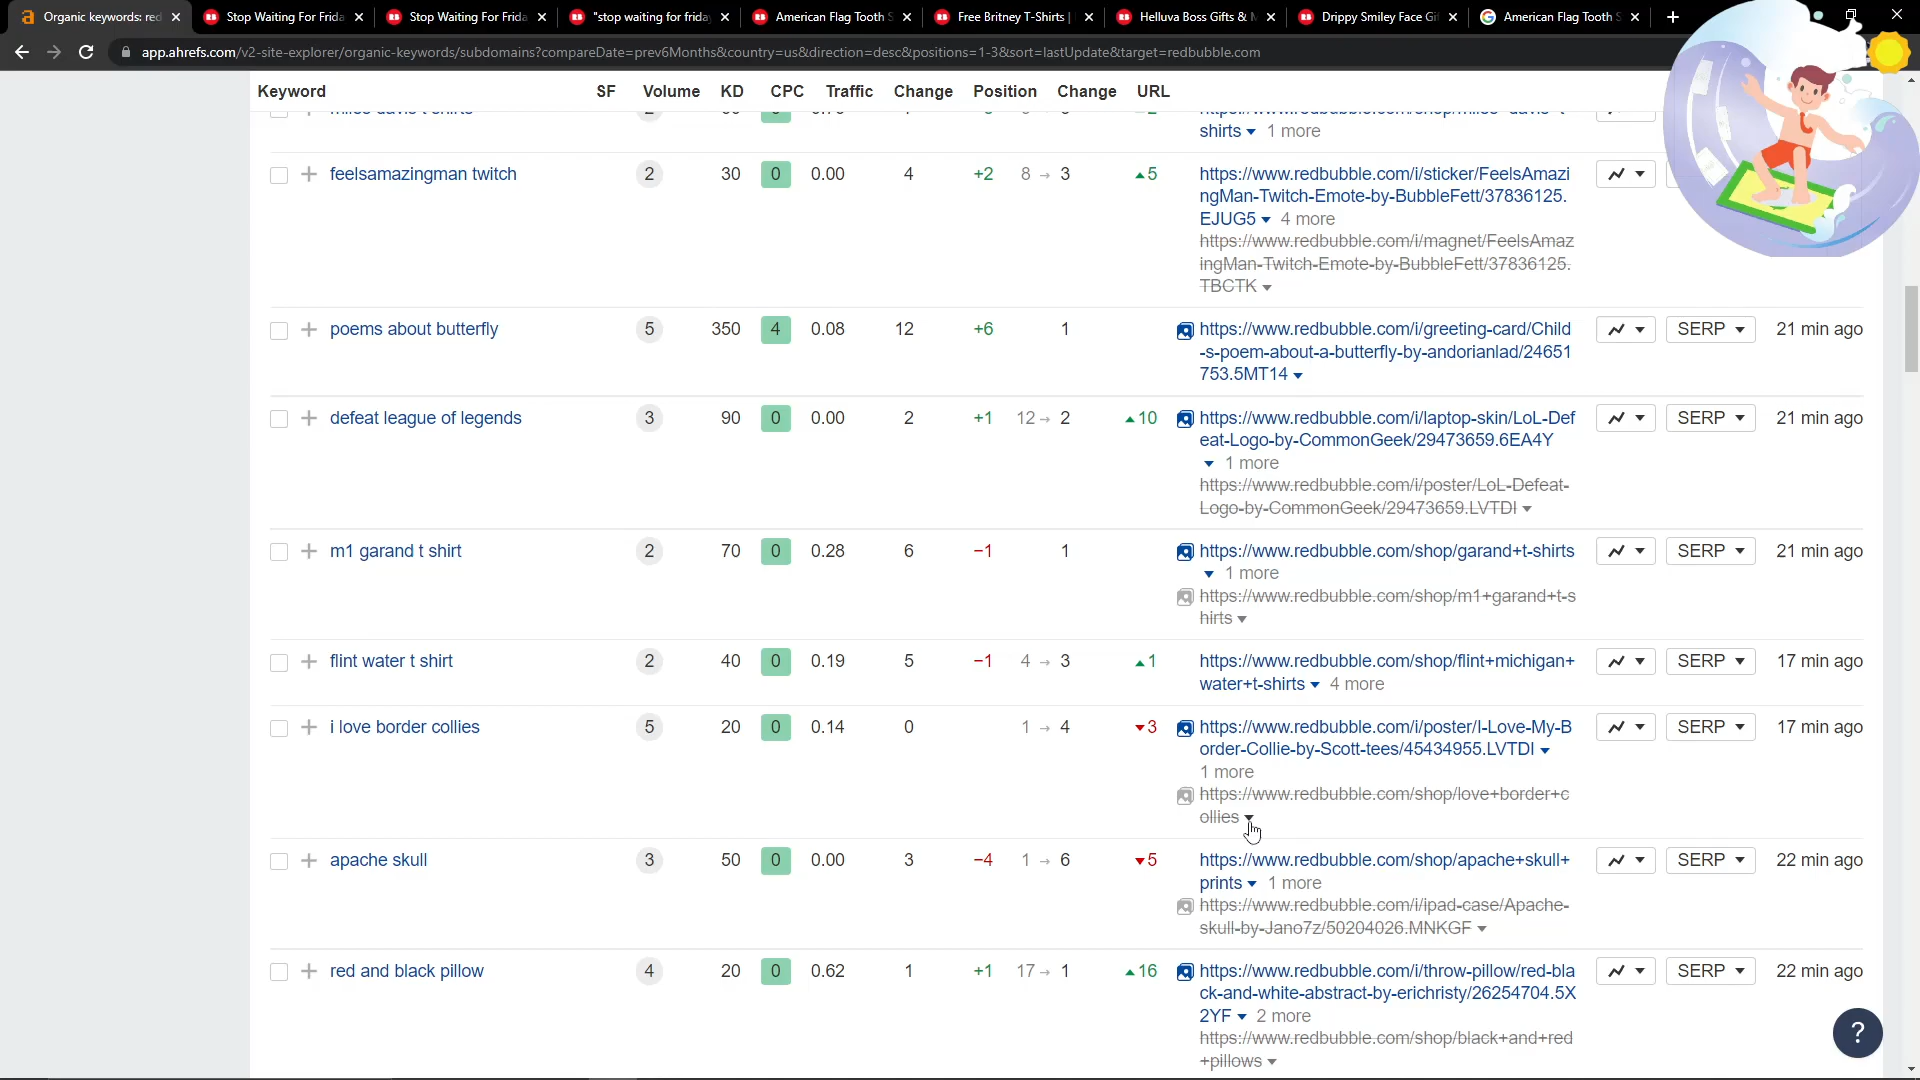 Organic keywords: red
Stop Waiting For Frida
Stop Waiting For Frida
"stop waiting for friday
American Flag Tooth S
Free Britney T-Shirts |
Helluva Boss Gifts & M
Drippy Smiley Face Gi
American Flag Tooth S
app.ahrefs.com/v2-site-explorer/organic-keywords/subdomains?compareDate=prev6Months&country=us&direction=desc&positions=1-3&sort=lastUpdate&target=redbubble.com
Keyword SF Volume KD CPC Traffic Change Position Change URL
shirts 1 more
feelsamazingman twitch 2 30 0 0.00 4 +2 8 → 3 ▲5 https://www.redbubble.com/i/sticker/FeelsAmazi
ngMan-Twitch-Emote-by-BubbleFett/37836125.
EJUG5 ▼ 4 more
https://www.redbubble.com/i/magnet/FeelsAmaz
ingMan-Twitch-Emote-by-BubbleFett/37836125.
TBCTK ▼
poems about butterfly 5 350 4 0.08 12 +6 1 https://www.redbubble.com/i/greeting-card/Child SERP ▼ 21 min ago
-s-poem-about-a-butterfly-by-andorianlad/24651
753.5MT14 ▼
defeat league of legends 3 90 0 0.00 2 +1 12 → 2 ▲10 https://www.redbubble.com/i/laptop-skin/LoL-Def SERP ▼ 21 min ago
eat-Logo-by-CommonGeek/29473659.6EA4Y
▼ 1 more
https://www.redbubble.com/i/poster/LoL-Defeat-
Logo-by-CommonGeek/29473659.LVTDI ▼
m1 garand t shirt 2 70 0 0.28 6 −1 1 https://www.redbubble.com/shop/garand+t-shirts SERP ▼ 21 min ago
▼ 1 more
https://www.redbubble.com/shop/m1+garand+t-s
hirts ▼
flint water t shirt 2 40 0 0.19 5 −1 4 → 3 ▲1 https://www.redbubble.com/shop/flint+michigan+ SERP ▼ 17 min ago
water+t-shirts ▼ 4 more
i love border collies 5 20 0 0.14 0 1 → 4 ▼3 https://www.redbubble.com/i/poster/I-Love-My-B SERP ▼ 17 min ago
order-Collie-by-Scott-tees/45434955.LVTDI ▼
1 more
https://www.redbubble.com/shop/love+border+c
ollies ▼
apache skull 3 50 0 0.00 3 −4 1 → 6 ▼5 https://www.redbubble.com/shop/apache+skull+ SERP ▼ 22 min ago
prints ▼ 1 more
https://www.redbubble.com/i/ipad-case/Apache-
skull-by-Jano7z/50204026.MNKGF ▼
red and black pillow 4 20 0 0.62 1 +1 17 → 1 ▲16 https://www.redbubble.com/i/throw-pillow/red-bla SERP ▼ 22 min ago
ck-and-white-abstract-by-erichristy/26254704.5X
2YF ▼ 2 more
https://www.redbubble.com/shop/black+and+red
+pillows ▼
?